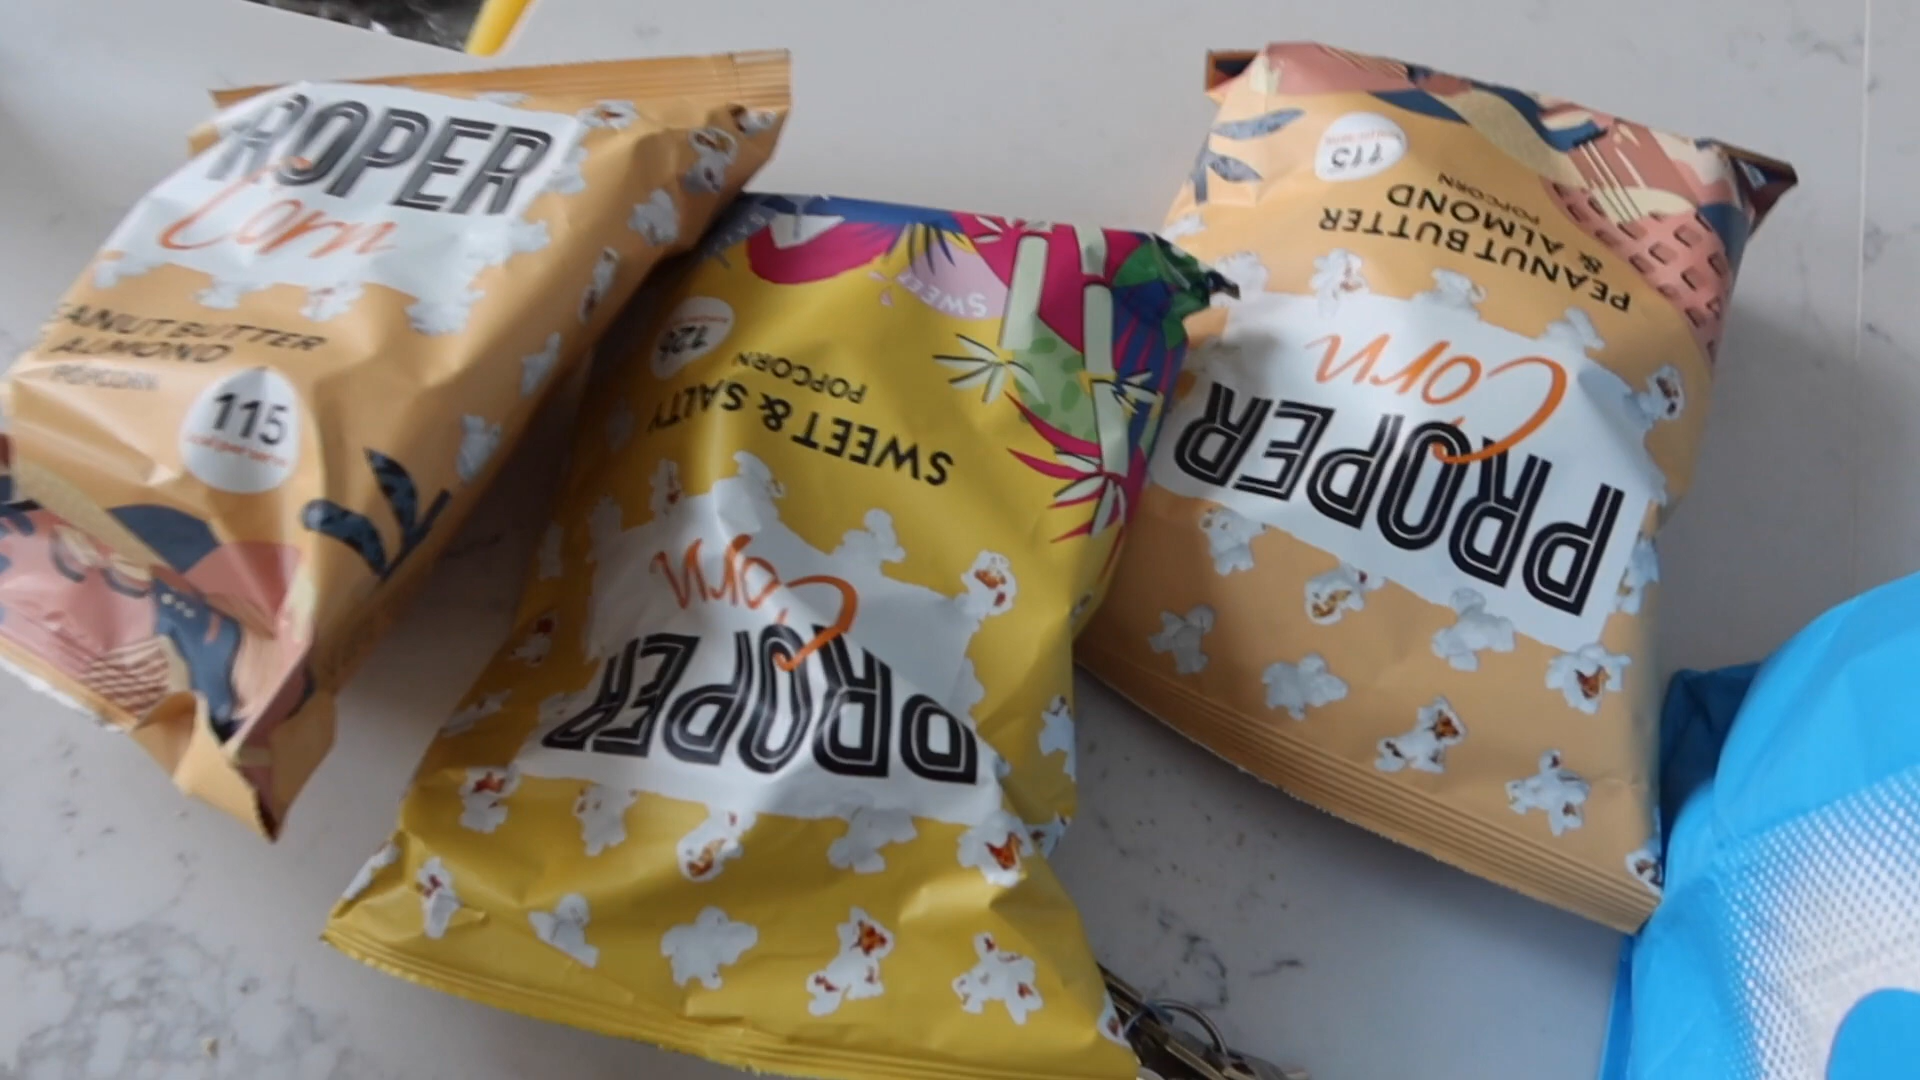 ROPER
Corn
EANUT BUTTER
ALMOND
POPCORN
115
SWEET
126
SWEET & SALTY
POPCORN
PROPER
Corn
115
PEANUT BUTTER
& ALMOND
POPCORN
PROPER
Corn